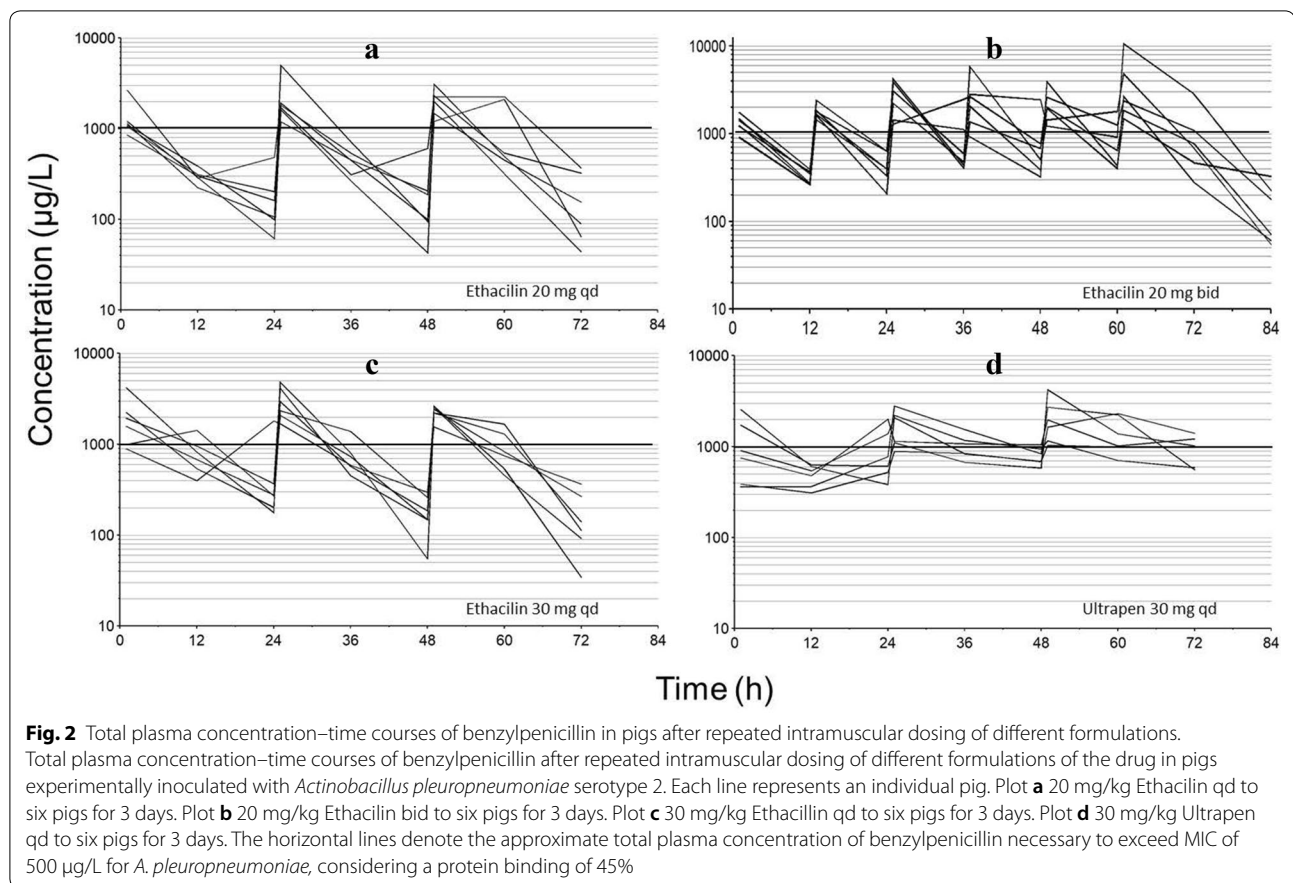 a
10000
1000
100
10
0 12 24 36 48 60 72 84
Ethacilin 20 mg qd
b
10000
1000
100
10
0 12 24 36 48 60 72 84
Ethacilin 20 mg bid
c
10000
1000
100
10
0 12 24 36 48 60 72 84
Ethacilin 30 mg qd
d
10000
1000
100
10
0 12 24 36 48 60 72 84
Ultrapen 30 mg qd
Concentration (µg/L)
Time (h)
Fig. 2 Total plasma concentration–time courses of benzylpenicillin in pigs after repeated intramuscular dosing of different formulations.
Total plasma concentration–time courses of benzylpenicillin after repeated intramuscular dosing of different formulations of the drug in pigs
experimentally inoculated with Actinobacillus pleuropneumoniae serotype 2. Each line represents an individual pig. Plot a 20 mg/kg Ethacilin qd to
six pigs for 3 days. Plot b 20 mg/kg Ethacilin bid to six pigs for 3 days. Plot c 30 mg/kg Ethacillin qd to six pigs for 3 days. Plot d 30 mg/kg Ultrapen
qd to six pigs for 3 days. The horizontal lines denote the approximate total plasma concentration of benzylpenicillin necessary to exceed MIC of
500 µg/L for A. pleuropneumoniae, considering a protein binding of 45%